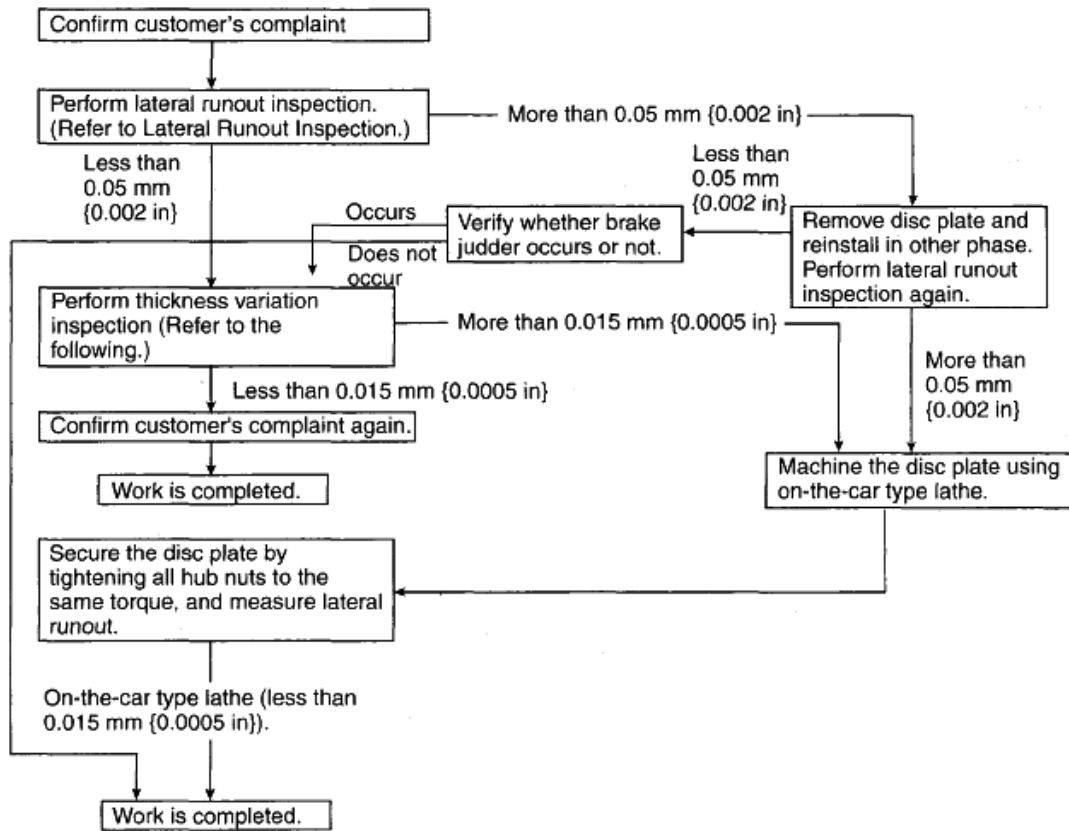 Confirm customer's complaint
Perform lateral runout inspection.
(Refer to Lateral Runout Inspection.)
More than 0.05 mm {0.002 in}
Less than
0.05 mm
{0.002 in}
Less than
0.05 mm
{0.002 in}
Occurs
Does not
occur
Verify whether brake
judder occurs or not.
Remove disc plate and
reinstall in other phase.
Perform lateral runout
inspection again.
Perform thickness variation
inspection (Refer to the
following.)
More than 0.015 mm {0.0005 in}
More than
0.05 mm
{0.002 in}
Less than 0.015 mm {0.0005 in}
Confirm customer's complaint again.
Work is completed.
Machine the disc plate using
on-the-car type lathe.
Secure the disc plate by
tightening all hub nuts to the
same torque, and measure lateral
runout.
On-the-car type lathe (less than
0.015 mm {0.0005 in}).
Work is completed.